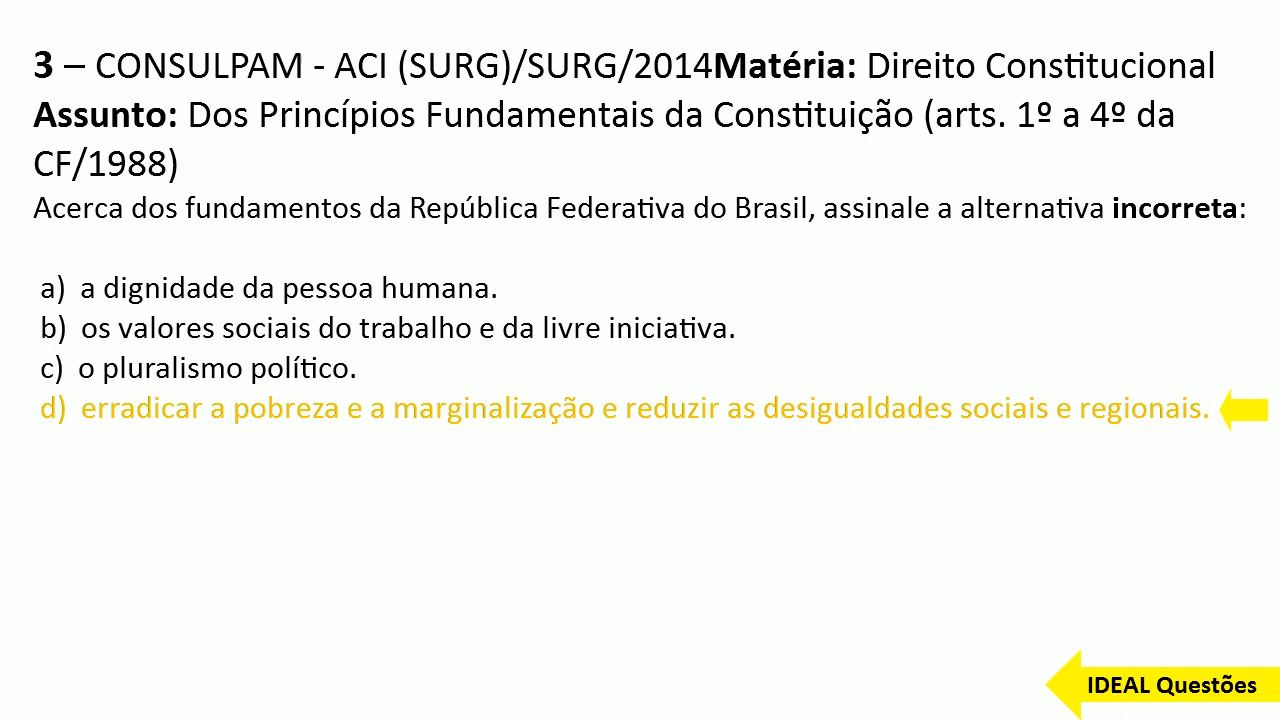 3 – CONSULPAM - ACI (SURG)/SURG/2014Matéria: Direito Constitucional
Assunto: Dos Princípios Fundamentais da Constituição (arts. 1º a 4º da
CF/1988)
Acerca dos fundamentos da República Federativa do Brasil, assinale a alternativa incorreta:
a) a dignidade da pessoa humana.
b) os valores sociais do trabalho e da livre iniciativa.
c) o pluralismo político.
d) erradicar a pobreza e a marginalização e reduzir as desigualdades sociais e regionais.
IDEAL Questões